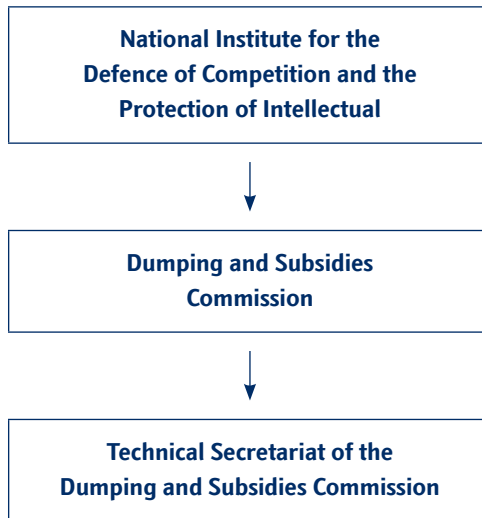 National Institute for the
Defence of Competition and the
Protection of Intellectual
Dumping and Subsidies
Commission
Technical Secretariat of the
Dumping and Subsidies Commission